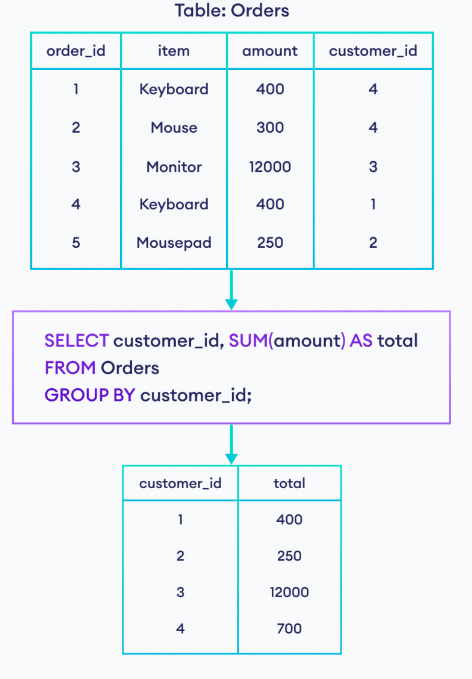 Table: Orders
order_id item amount customer_id
1 Keyboard 400 4
2 Mouse 300 4
3 Monitor 12000 3
4 Keyboard 400 1
5 Mousepad 250 2
SELECT customer_id, SUM(amount) AS total
FROM Orders
GROUP BY customer_id;
customer_id total
1 400
2 250
3 12000
4 700